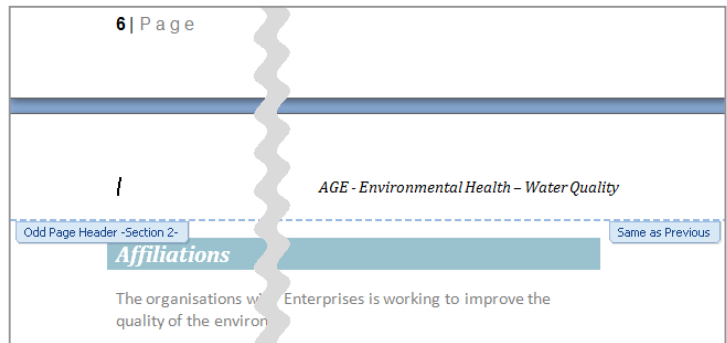 6| Page
AGE - Environmental Health – Water Quality
Odd Page Header -Section 2-
Same as Previous
Affiliations
The organisations Enterprises is working to improve the
quality of the